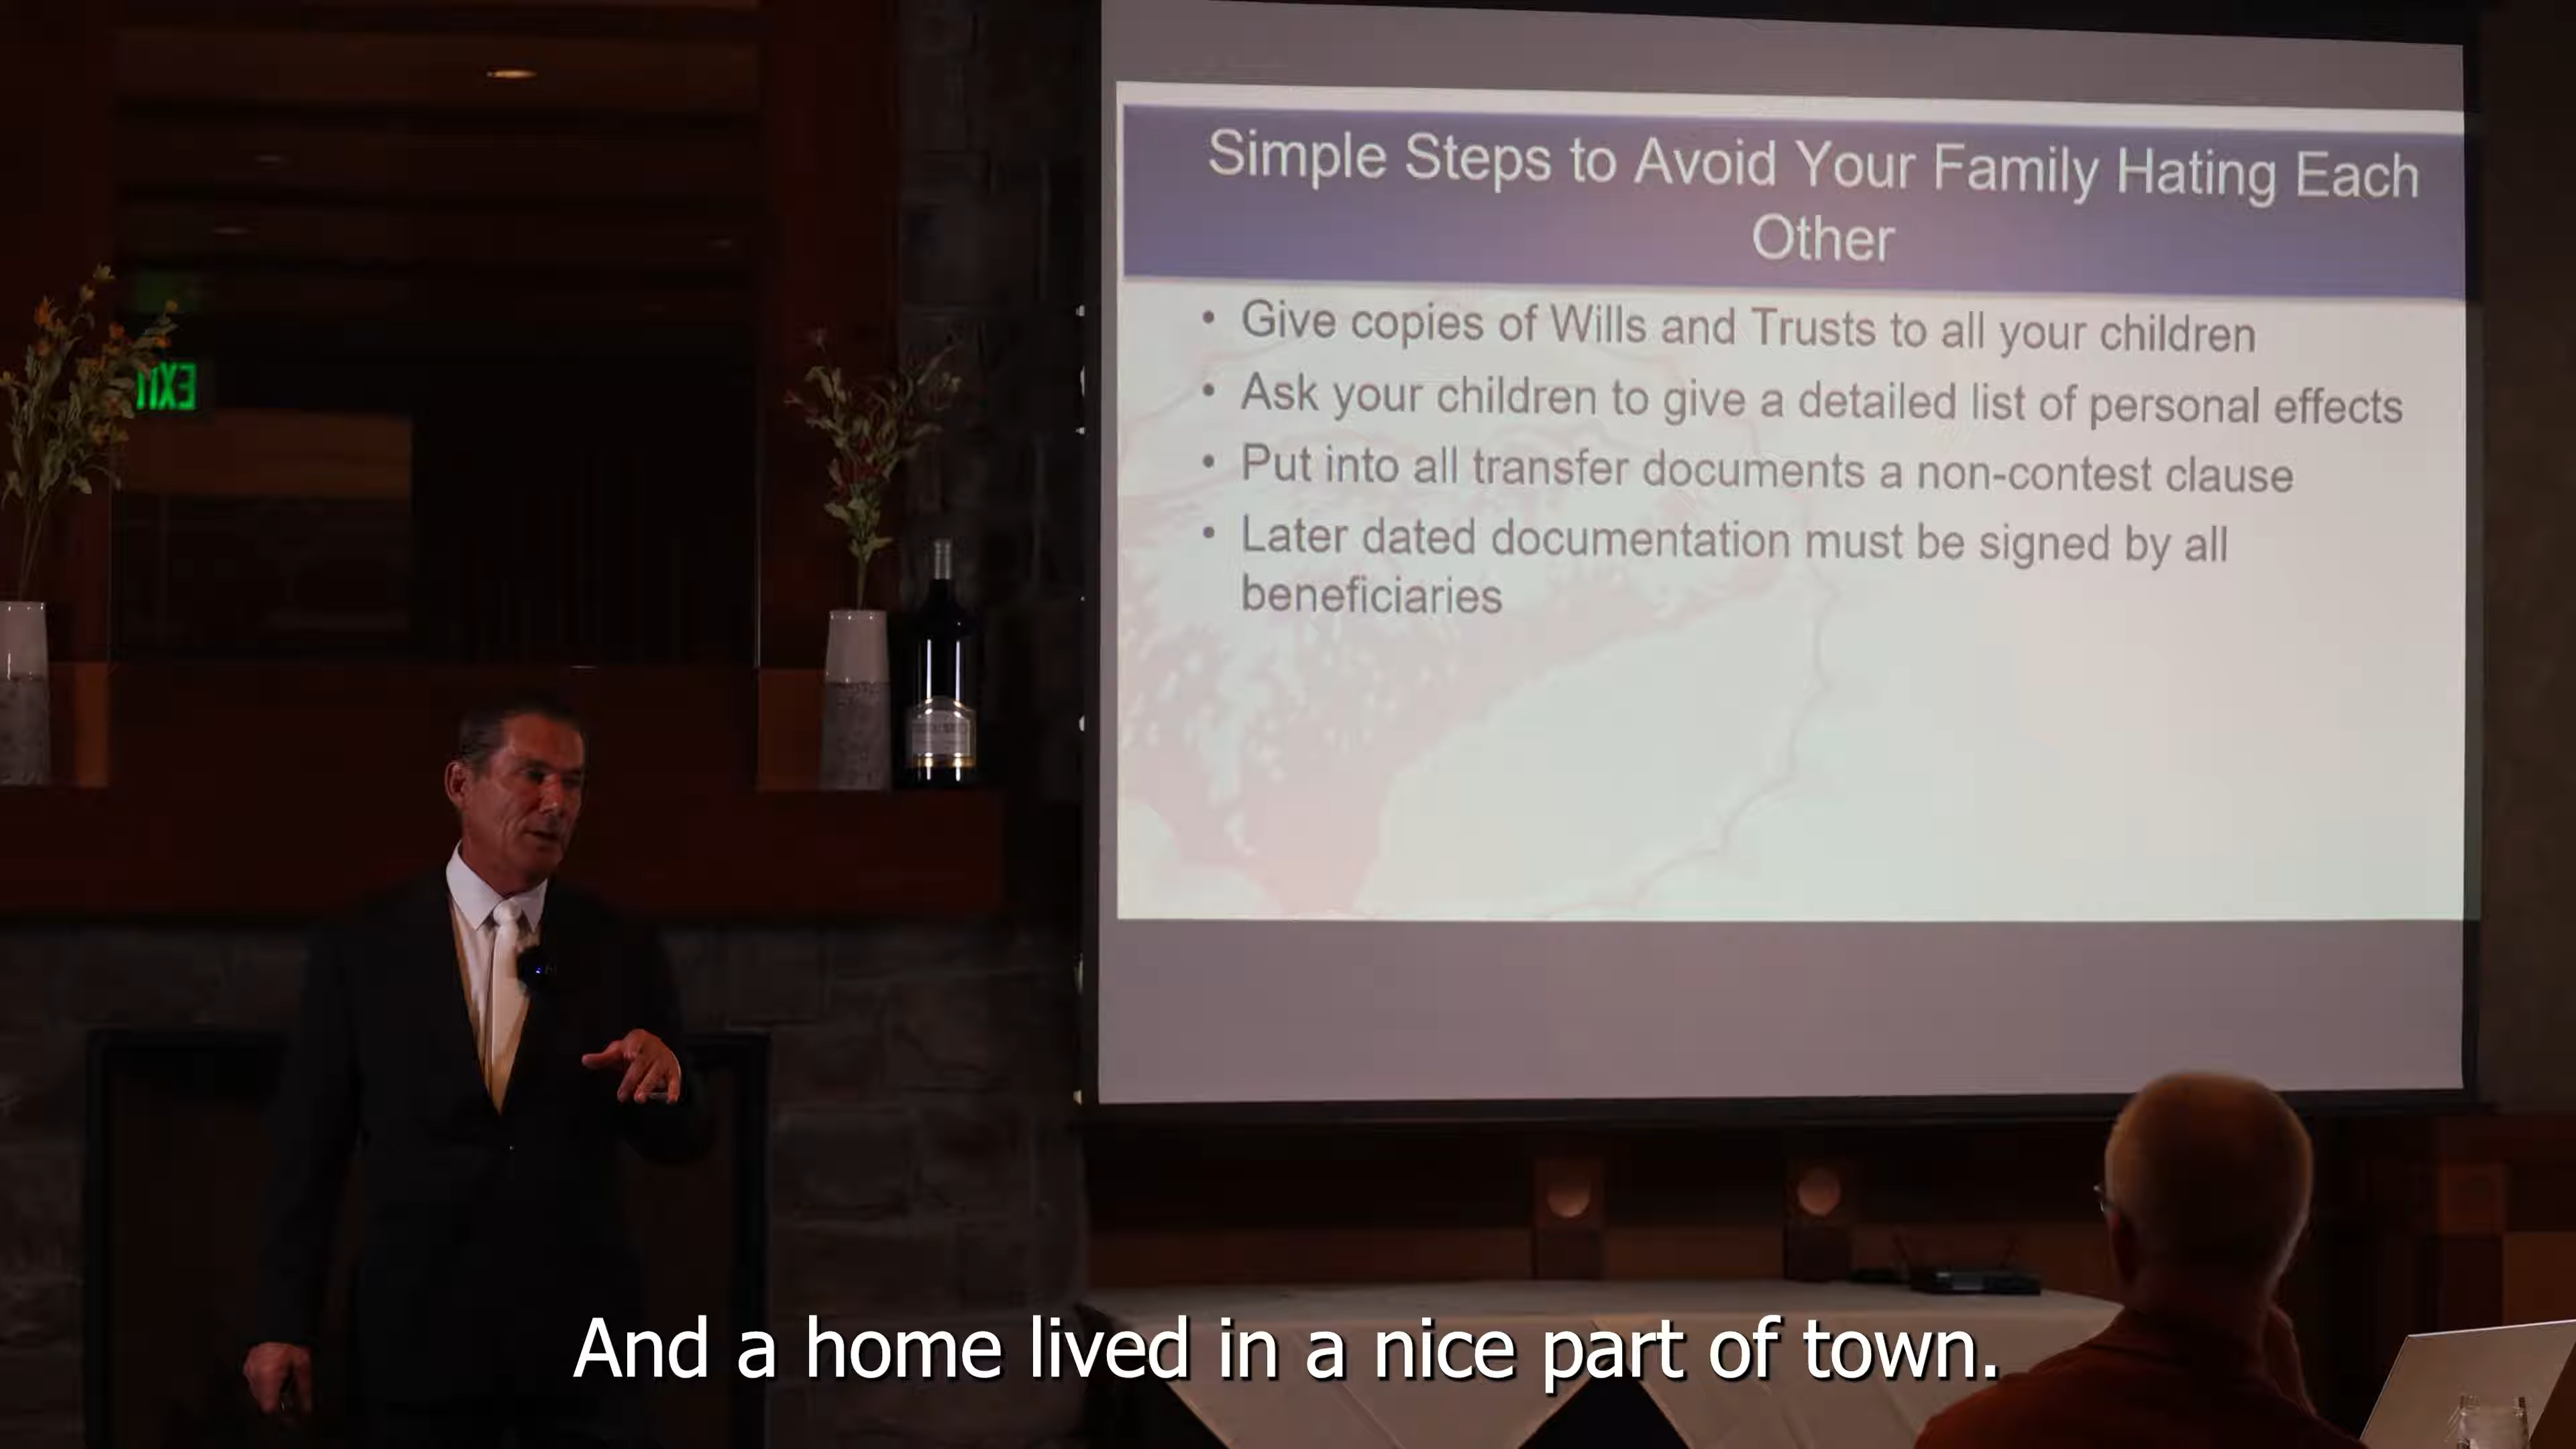 Simple Steps to Avoid Your Family Hating Each
Other
• Give copies of Wills and Trusts to all your children
• Ask your children to give a detailed list of personal effects
• Put into all transfer documents a non-contest clause
• Later dated documentation must be signed by all
beneficiaries
EXIT
And a home lived in a nice part of town.